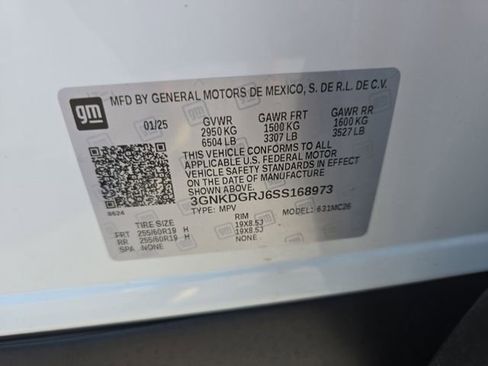 gm
MFD BY GENERAL MOTORS DE MEXICO, S. DE R.L. DE C.V.
01/25 GVWR GAWR FRT GAWR RR
2950 KG 1500 KG 1600 KG
6504 LB 3307 LB 3527 LB
THIS VEHICLE CONFORMS TO ALL
APPLICABLE U.S. FEDERAL MOTOR
VEHICLE SAFETY STANDARDS IN EFFECT
ON THE DATE OF MANUFACTURE SHOWN ABOVE.
3GNKDGRJ6SS168973
TYPE: MPV MODEL: 631MC26
TIRE SIZE RIM
FRT 255/60R19 H 19X8.5J
RR 255/60R19 H 19X8.5J
SPA NONE NONE